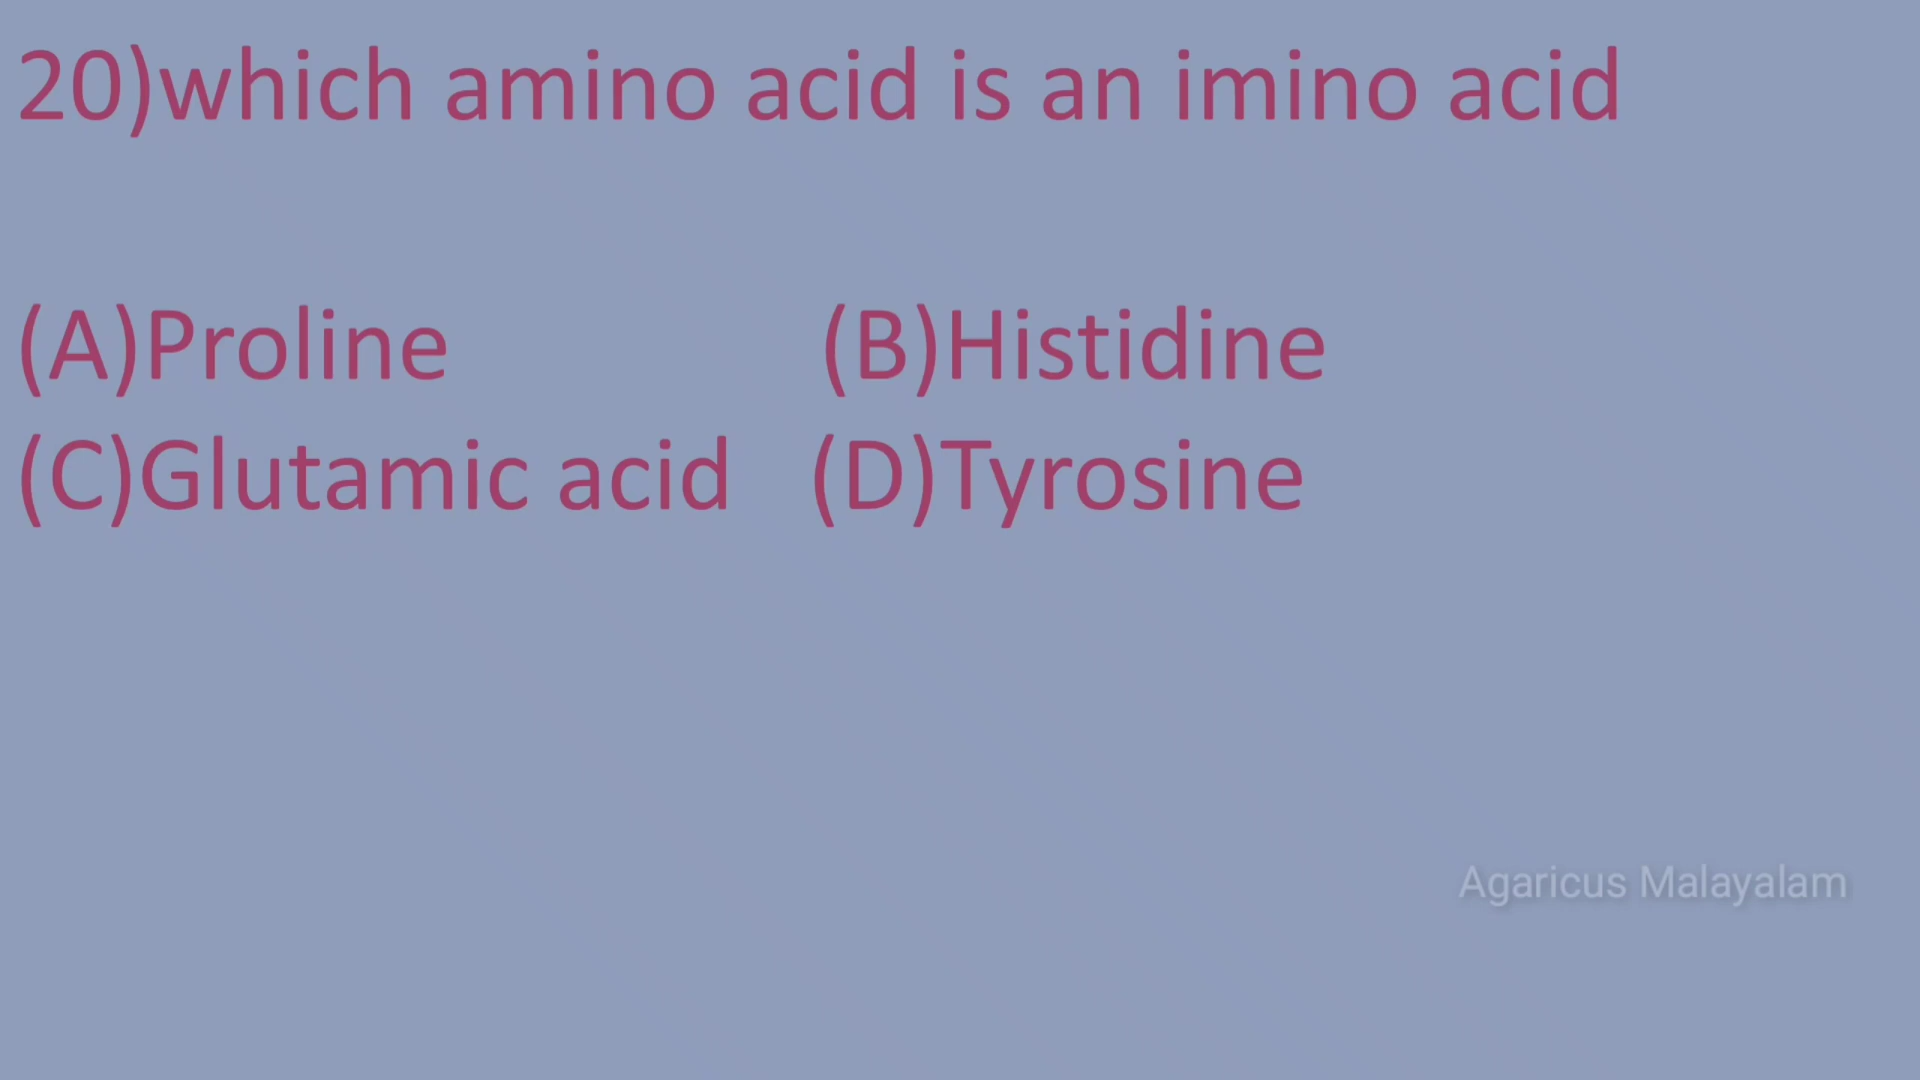 20)which amino acid is an imino acid
(A)Proline (B)Histidine
(C)Glutamic acid (D)Tyrosine
Agaricus Malayalam